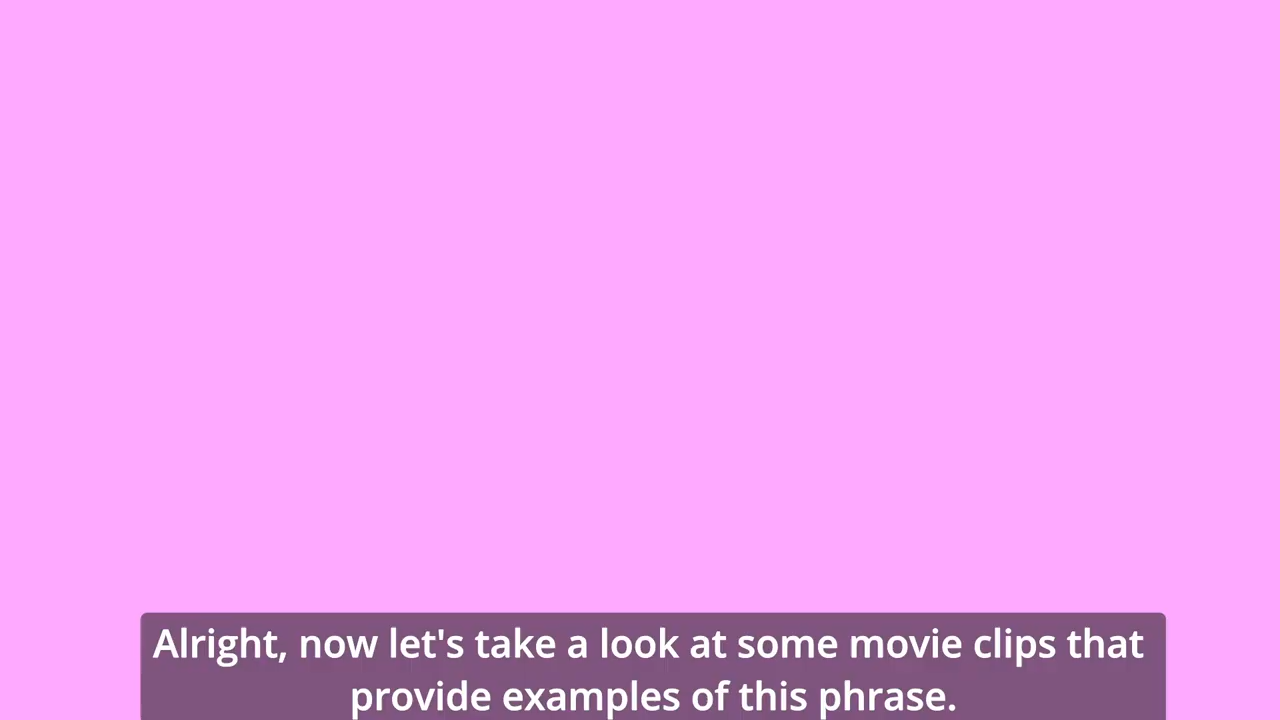 Alright, now let's take a look at some movie clips that
provide examples of this phrase.